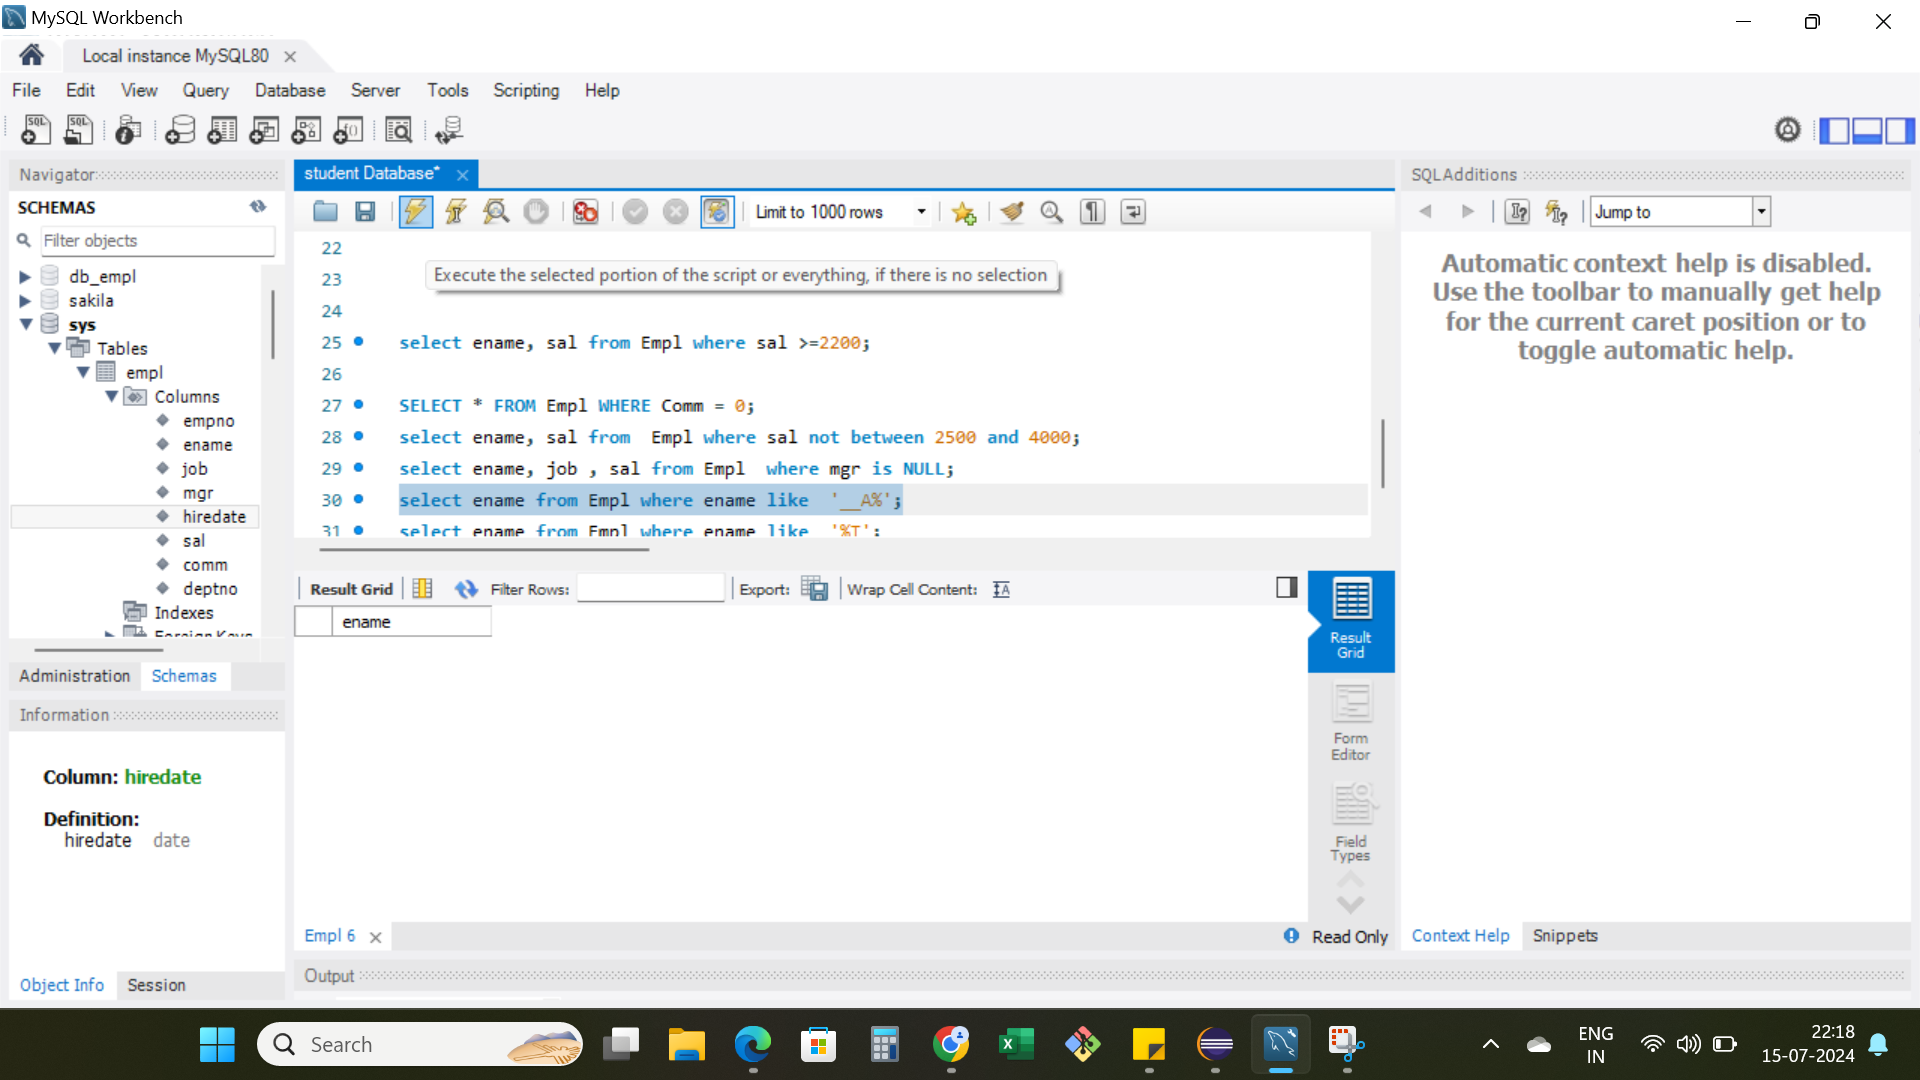 MySQL Workbench
Local instance MySQL80
File Edit View Query Database Server Tools Scripting Help
Navigator
SCHEMAS
Filter objects
db_empl
sakila
sys
Tables
empl
Columns
empno
ename
job
mgr
hiredate
sal
comm
deptno
Indexes
Foreign Keys
Administration Schemas
Information
Column: hiredate
Definition:
hiredate date
Object Info Session
student Database*
Limit to 1000 rows
22
Execute the selected portion of the script or everything, if there is no selection
23
24
25 select ename, sal from Empl where sal >=2200;
26
27 SELECT * FROM Empl WHERE Comm = 0;
28 select ename, sal from Empl where sal not between 2500 and 4000;
29 select ename, job , sal from Empl where mgr is NULL;
30 select ename from Empl where ename like '__A%';
31 select ename from Empl where ename like '%T';
Result Grid Filter Rows: Export: Wrap Cell Content:
ename
Result
Grid
Form
Editor
Field
Types
Empl 6
Read Only
Output
SQLAdditions
Jump to
Automatic context help is disabled.
Use the toolbar to manually get help
for the current caret position or to
toggle automatic help.
Context Help Snippets
Search
ENG
IN
22:18
15-07-2024